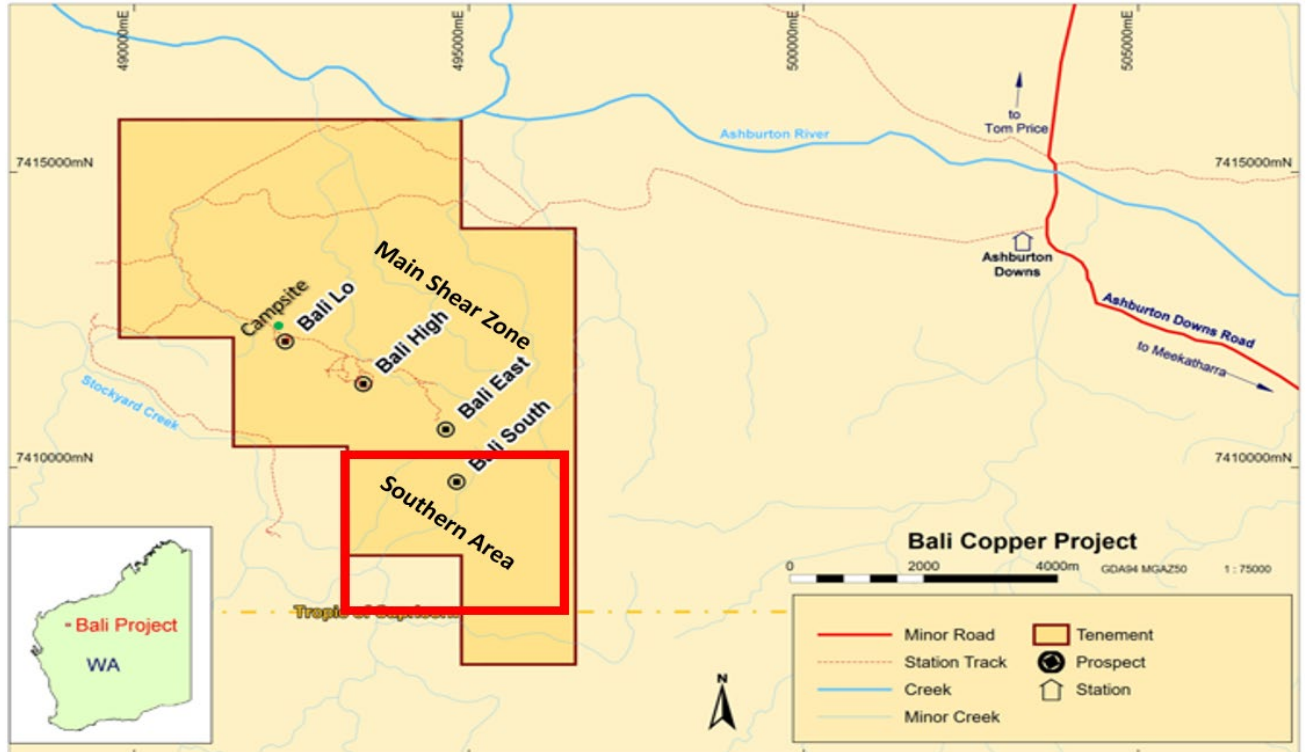 490000mE
495000mE
500000mE
505000mE
to
Tom Price
Ashburton River
7415000mN
7415000mN
Ashburton
Downs
Main Shear Zone
Campsite
Bali Lo
Bali High
Bali East
Bali South
Ashburton Downs Road
to Meekatharra
Stockyard Creek
7410000mN
7410000mN
Southern Area
Tropic of Capricorn
Bali Copper Project
0
2000
4000m
GDA94 MGAZ50
1 : 75000
Bali Project
WA
N
Minor Road
Station Track
Creek
Minor Creek
Tenement
Prospect
Station